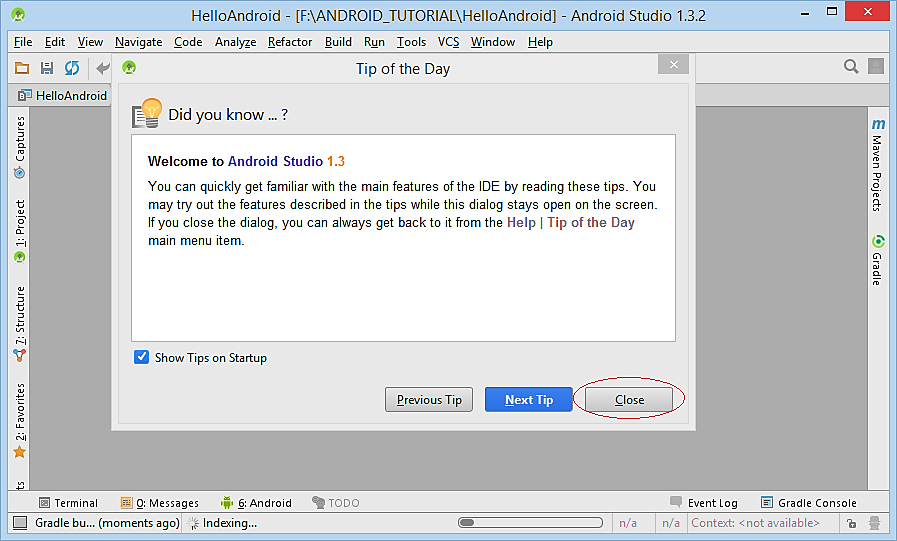 HelloAndroid - [F:\ANDROID_TUTORIAL\HelloAndroid] - Android Studio 1.3.2
File Edit View Navigate Code Analyze Refactor Build Run Tools VCS Window Help
Tip of the Day
HelloAndroid
Did you know ... ?
Welcome to Android Studio 1.3
You can quickly get familiar with the main features of the IDE by reading these tips. You
may try out the features described in the tips while this dialog stays open on the screen.
If you close the dialog, you can always get back to it from the Help | Tip of the Day
main menu item.
Show Tips on Startup
Previous Tip Next Tip Close
Captures
1: Project
7: Structure
2: Favorites
ts
m
Maven Projects
Gradle
Terminal 0: Messages 6: Android TODO Event Log Gradle Console
Gradle bu... (moments ago) Indexing... n/a n/a Context: <not available>